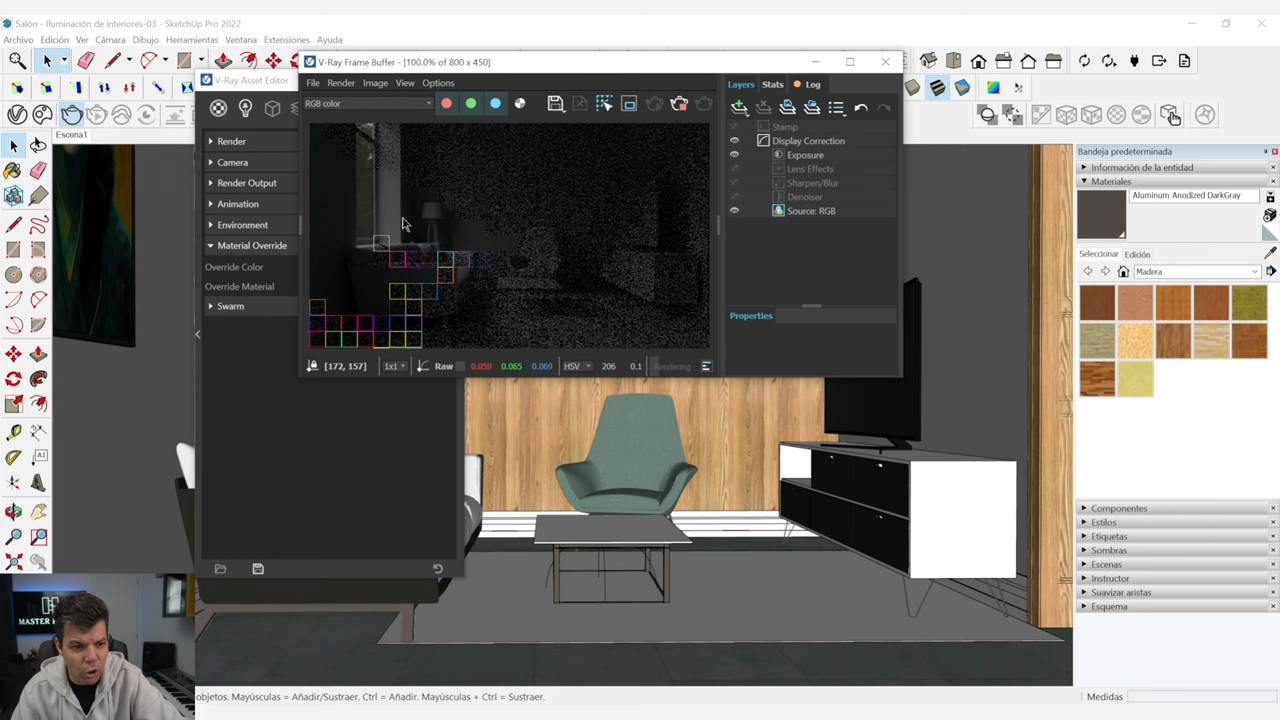 Salón - Iluminación de interiores-03 - SketchUp Pro 2022
Archivo Edición Ver Cámara Dibujo Herramientas Ventana Extensiones Ayuda
Escena1
V-Ray Asset Editor
Render
Camera
Render Output
Animation
Environment
Material Override
Override Color
Override Material
Swarm
V-Ray Frame Buffer - [100.0% of 800 x 450]
File Render Image View Options
RGB color
Layers Stats Log
Stamp
Display Correction
Exposure
Lens Effects
Sharpen/Blur
Denoiser
Source: RGB
Properties
[172, 157] 1x1 Raw 0.059 0.065 0.069 HSV 206 0.1 Rendering
Bandeja predeterminada
Información de la entidad
Materiales
Aluminum Anodized DarkGray
Seleccionar Edición
Madera
Componentes
Estilos
Etiquetas
Sombras
Escenas
Instructor
Suavizar aristas
Esquema
MASTER
objetos. Mayúsculas = Añadir/Sustraer. Ctrl = Añadir. Mayúsculas + Ctrl = Sustraer.
Medidas